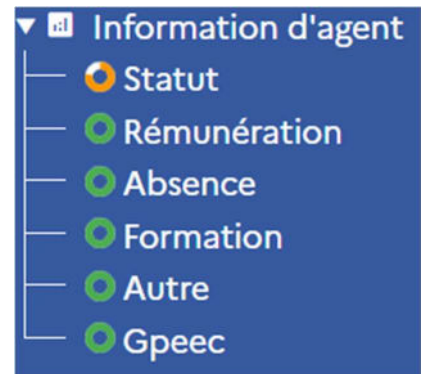 Information d'agent
Statut
Rémunération
Absence
Formation
Autre
Gpeec